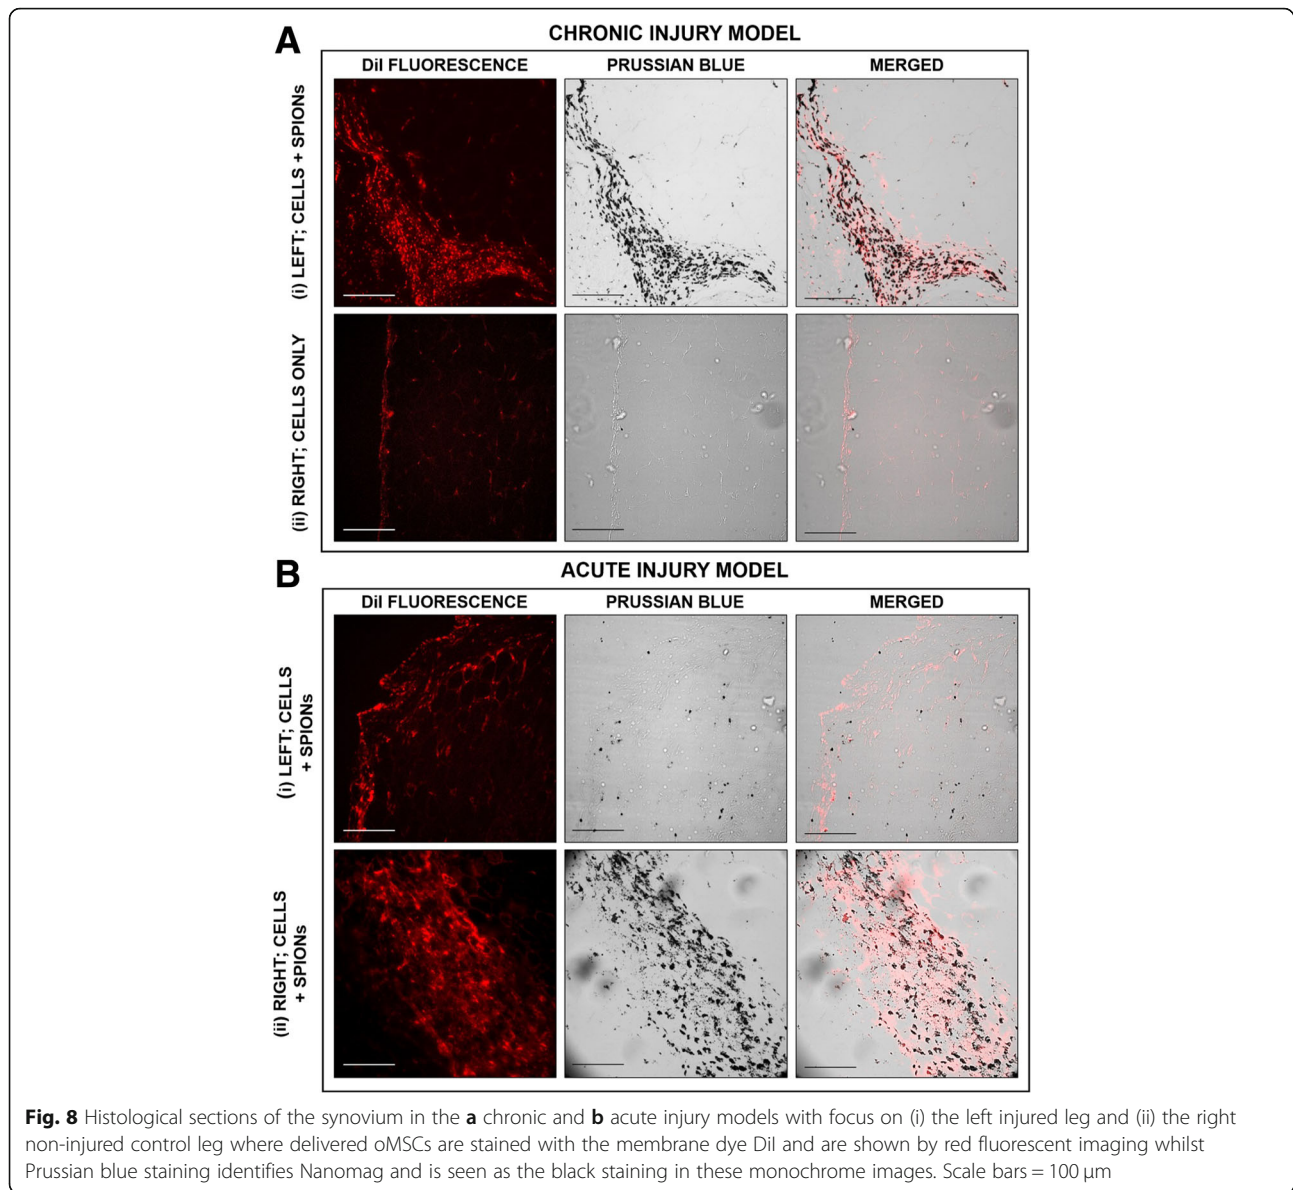 A
CHRONIC INJURY MODEL
DiI FLUORESCENCE PRUSSIAN BLUE MERGED
(i) LEFT; CELLS + SPIONs
(ii) RIGHT; CELLS ONLY
B
ACUTE INJURY MODEL
DiI FLUORESCENCE PRUSSIAN BLUE MERGED
(i) LEFT; CELLS
+ SPIONs
(ii) RIGHT; CELLS
+ SPIONs
Fig. 8 Histological sections of the synovium in the a chronic and b acute injury models with focus on (i) the left injured leg and (ii) the right
non-injured control leg where delivered oMSCs are stained with the membrane dye DiI and are shown by red fluorescent imaging whilst
Prussian blue staining identifies Nanomag and is seen as the black staining in these monochrome images. Scale bars = 100 μm